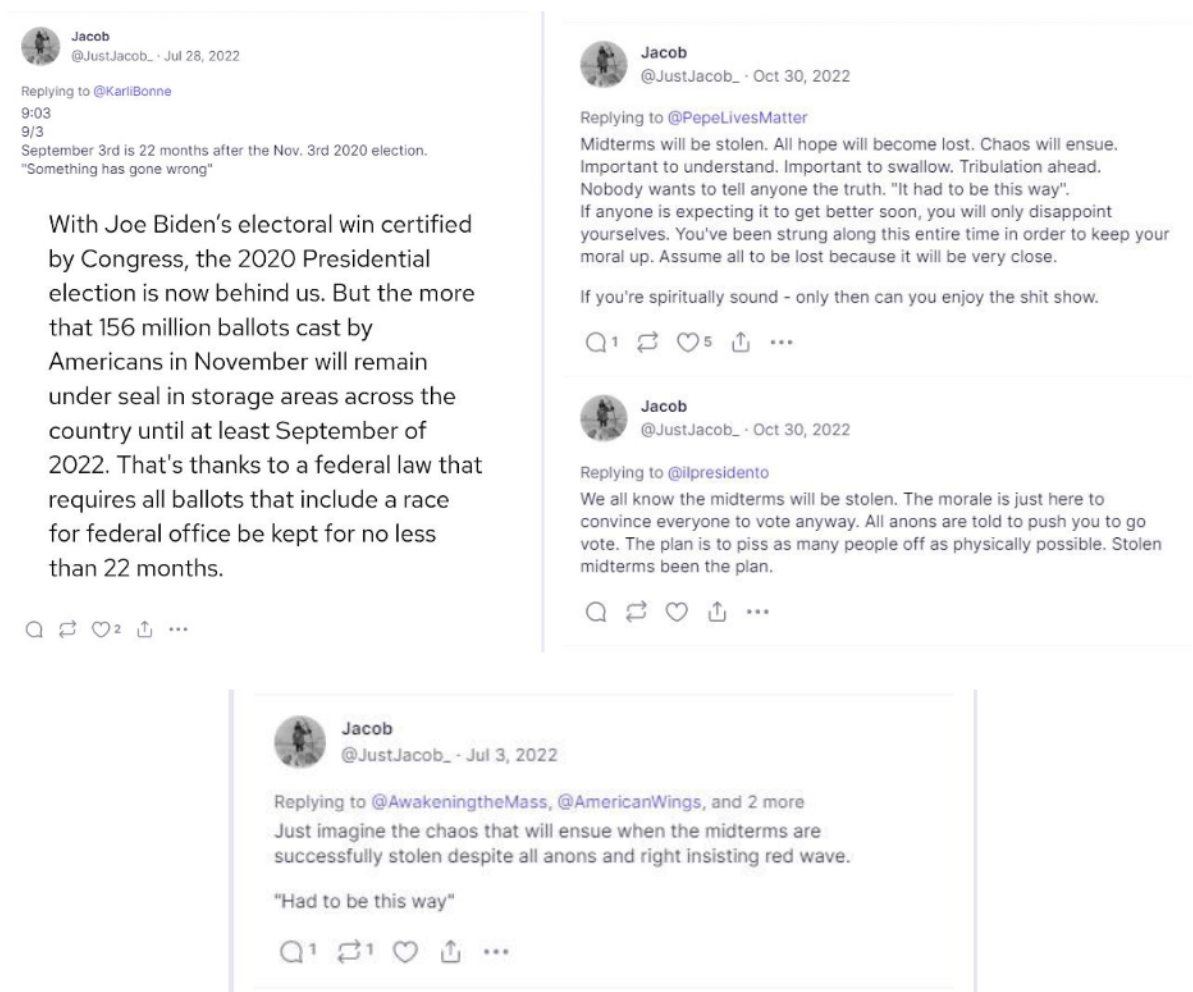 Jacob
@JustJacob_ · Jul 28, 2022
Replying to @KarliBonne
9:03
9/3
September 3rd is 22 months after the Nov. 3rd 2020 election.
"Something has gone wrong"
With Joe Biden's electoral win certified
by Congress, the 2020 Presidential
election is now behind us. But the more
that 156 million ballots cast by
Americans in November will remain
under seal in storage areas across the
country until at least September of
2022. That's thanks to a federal law that
requires all ballots that include a race
for federal office be kept for no less
than 22 months.
2
Jacob
@JustJacob_ · Oct 30, 2022
Replying to @PepeLivesMatter
Midterms will be stolen. All hope will become lost. Chaos will ensue.
Important to understand. Important to swallow. Tribulation ahead.
Nobody wants to tell anyone the truth. "It had to be this way".
If anyone is expecting it to get better soon, you will only disappoint
yourselves. You've been strung along this entire time in order to keep your
moral up. Assume all to be lost because it will be very close.
If you're spiritually sound - only then can you enjoy the shit show.
1 5
Jacob
@JustJacob_ · Oct 30, 2022
Replying to @ilpresidento
We all know the midterms will be stolen. The morale is just here to
convince everyone to vote anyway. All anons are told to push you to go
vote. The plan is to piss as many people off as physically possible. Stolen
midterms been the plan.
Jacob
@JustJacob_ · Jul 3, 2022
Replying to @AwakeningtheMass, @AmericanWings, and 2 more
Just imagine the chaos that will ensue when the midterms are
successfully stolen despite all anons and right insisting red wave.
"Had to be this way"
1 1